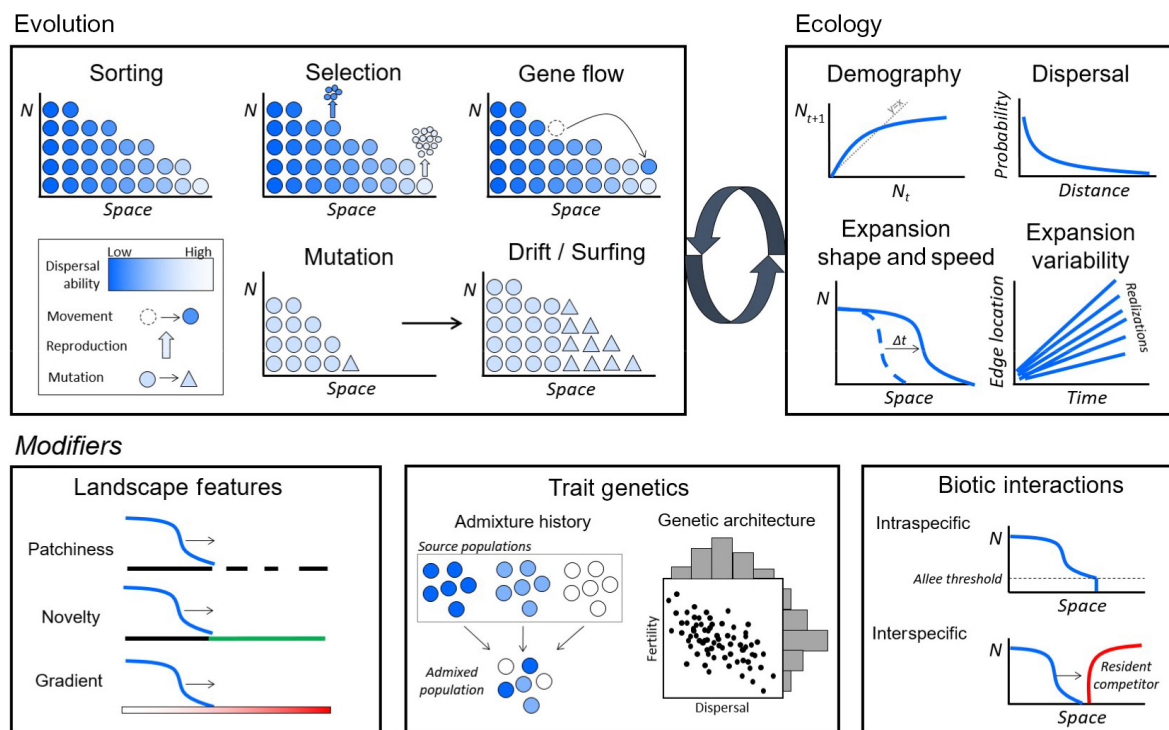 Evolution
Sorting
N
Space
Selection
N
Space
Gene flow
N
Space
Low
High
Dispersal
ability
Movement
Reproduction
Mutation
Mutation
N
Space
Drift / Surfing
N
Space
Ecology
Demography
Nt+1
y=x
Nt
Dispersal
Probability
Distance
Expansion
shape and speed
N
Δt
Space
Expansion
variability
Edge location
Realizations
Time
Modifiers
Landscape features
Patchiness
Novelty
Gradient
Trait genetics
Admixture history
Source populations
Admixed
population
Genetic architecture
Fertility
Dispersal
Biotic interactions
Intraspecific
N
Allee threshold
Space
Interspecific
N
Resident
competitor
Space